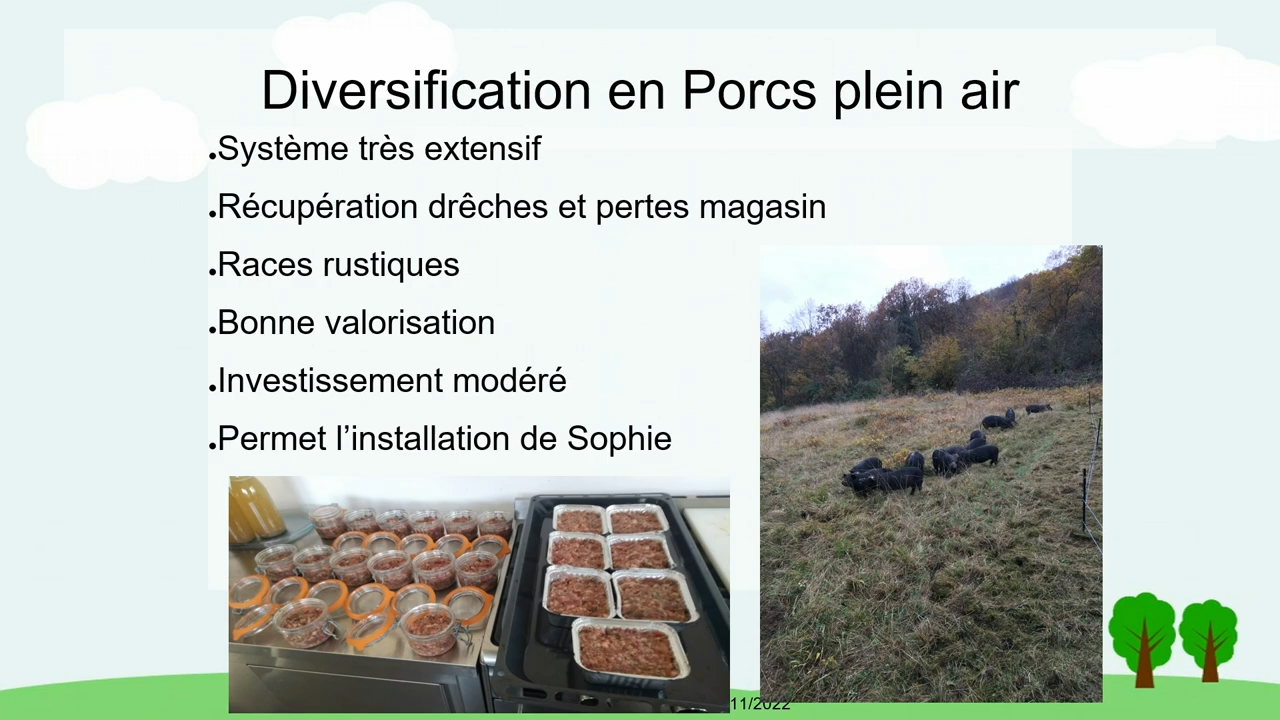 Diversification en Porcs plein air
•Système très extensif
•Récupération drêches et pertes magasin
•Races rustiques
•Bonne valorisation
•Investissement modéré
•Permet l’installation de Sophie
11/2022